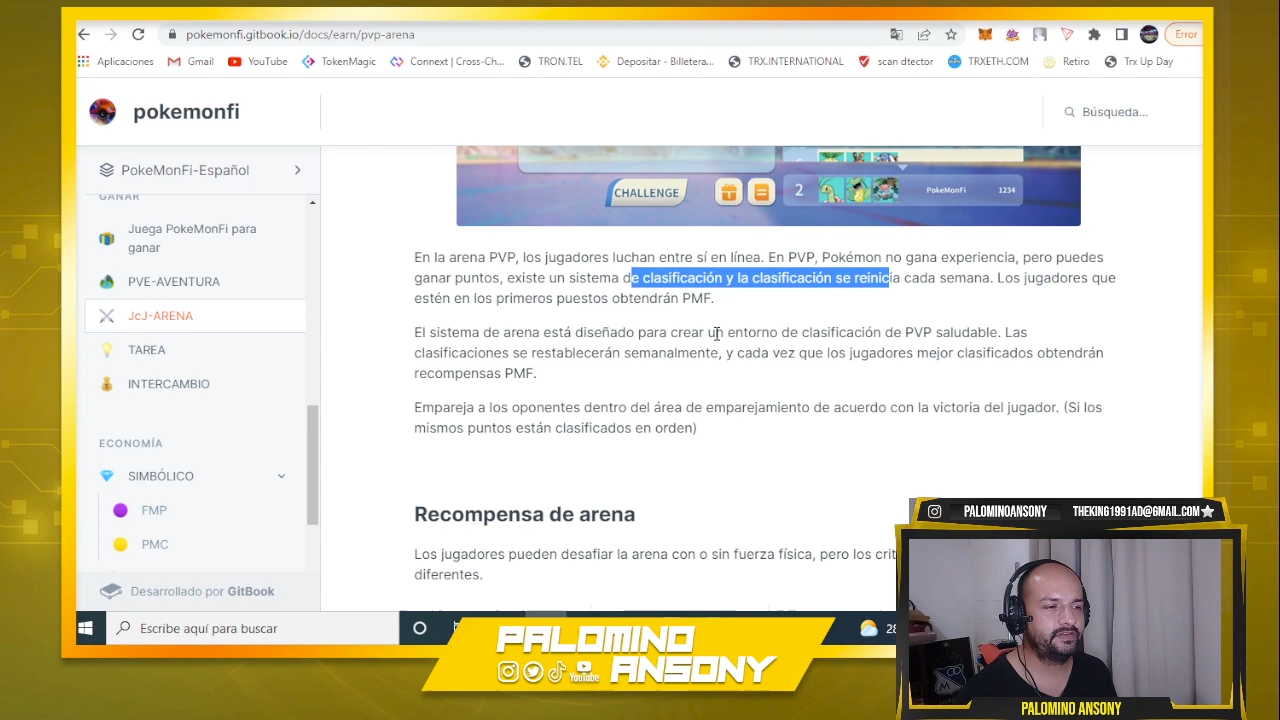 pokemonfi.gitbook.io/docs/earn/pvp-arena
Error
Aplicaciones
Gmail
YouTube
TokenMagic
Connext | Cross-Ch...
TRON.TEL
Depositar - Billetera...
TRX.INTERNATIONAL
scan dtector
TRXETH.COM
Retiro
Trx Up Day
pokemonfi
Búsqueda...
PokeMonFi-Español
GANAR
Juega PokeMonFi para
ganar
PVE-AVENTURA
JcJ-ARENA
TAREA
INTERCAMBIO
ECONOMÍA
SIMBÓLICO
FMP
PMC
Desarrollado por GitBook
CHALLENGE
2
PokeMonFi
1234
En la arena PVP, los jugadores luchan entre sí en línea. En PVP, Pokémon no gana experiencia, pero puedes
ganar puntos, existe un sistema de clasificación y la clasificación se reinicia cada semana. Los jugadores que
estén en los primeros puestos obtendrán PMF.
El sistema de arena está diseñado para crear un entorno de clasificación de PVP saludable. Las
clasificaciones se restablecerán semanalmente, y cada vez que los jugadores mejor clasificados obtendrán
recompensas PMF.
Empareja a los oponentes dentro del área de emparejamiento de acuerdo con la victoria del jugador. (Si los
mismos puntos están clasificados en orden)
Recompensa de arena
Los jugadores pueden desafiar la arena con o sin fuerza física, pero los crit
diferentes.
Escribe aquí para buscar
28
PALOMINO
ANSONY
YouTube
PALOMINOANSONY
THEKING1991AD@GMAIL.COM
PALOMINO ANSONY